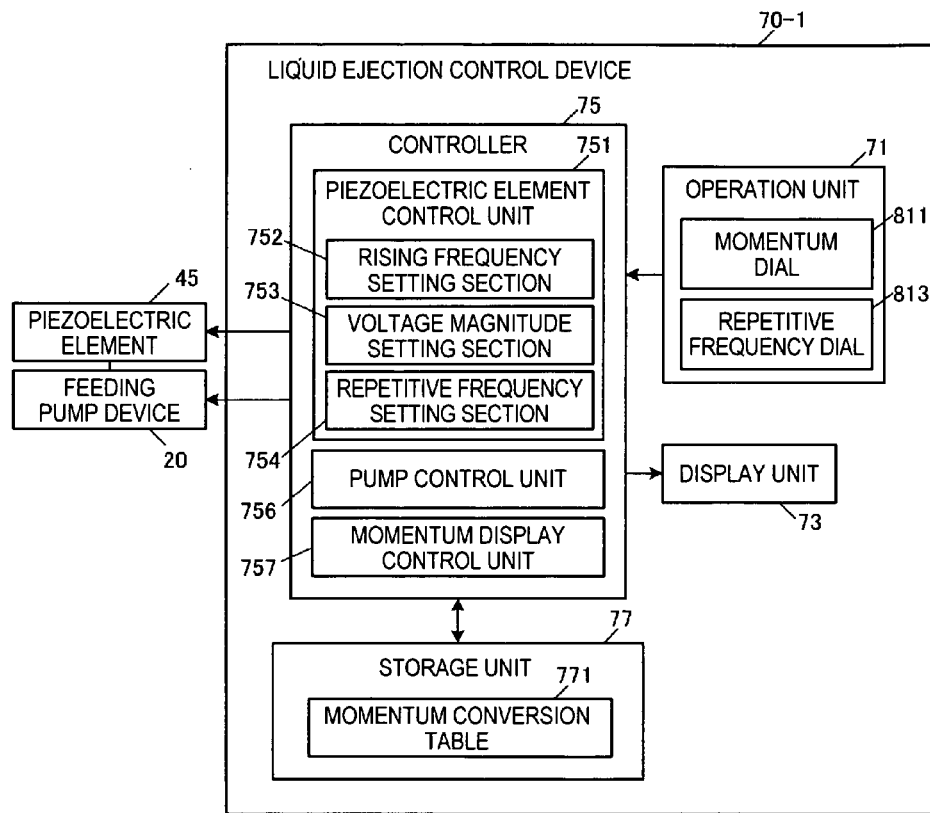 70-1
LIQUID EJECTION CONTROL DEVICE
75
CONTROLLER
751
PIEZOELECTRIC ELEMENT
CONTROL UNIT
752
RISING FREQUENCY
SETTING SECTION
753
VOLTAGE MAGNITUDE
SETTING SECTION
REPETITIVE FREQUENCY
SETTING SECTION
754
PUMP CONTROL UNIT
756
MOMENTUM DISPLAY
CONTROL UNIT
757
71
OPERATION UNIT
811
MOMENTUM
DIAL
813
REPETITIVE
FREQUENCY DIAL
45
PIEZOELECTRIC
ELEMENT
FEEDING
PUMP DEVICE
20
DISPLAY UNIT
73
77
STORAGE UNIT
771
MOMENTUM CONVERSION
TABLE